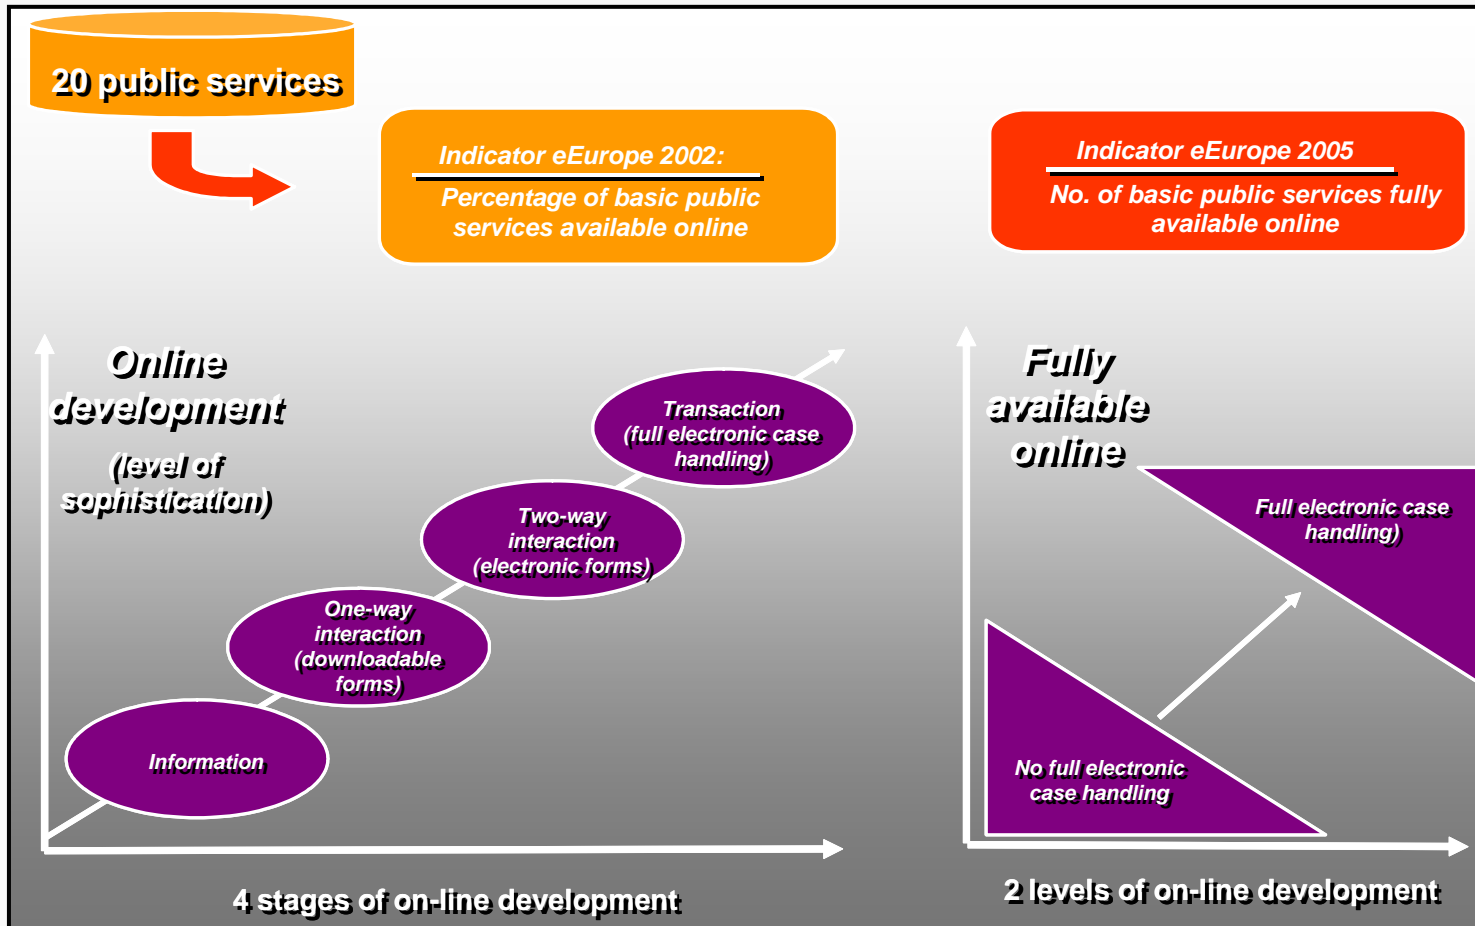 20 public services
Indicator eEurope 2002:
Percentage of basic public
services available online
Indicator eEurope 2005
No. of basic public services fully
available online
Online
development
(level of
sophistication)
Transaction
(full electronic case
handling)
Two-way
interaction
(electronic forms)
One-way
interaction
(downloadable
forms)
Information
4 stages of on-line development
Fully
available
online
Full electronic case
handling)
No full electronic
case handling
2 levels of on-line development